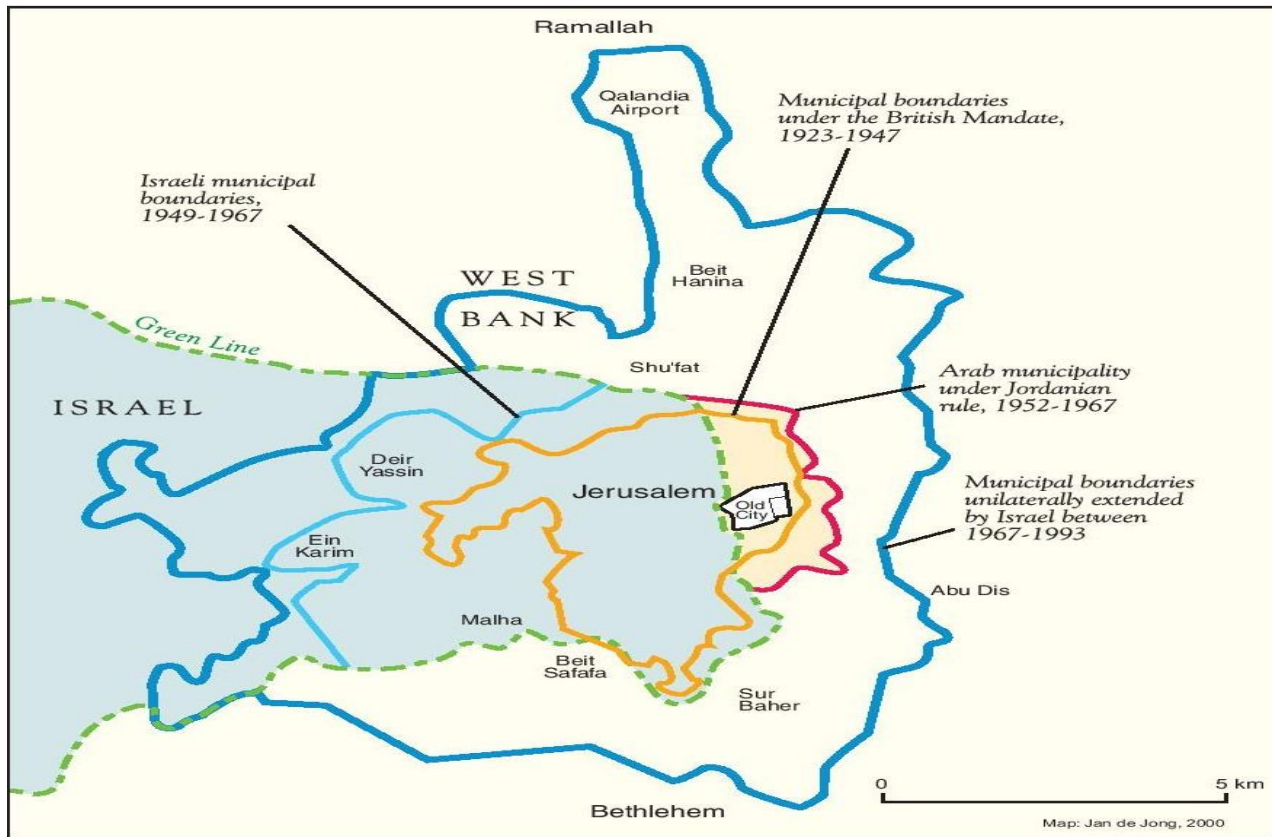 Ramallah
Qalandia
Airport
Municipal boundaries
under the British Mandate,
1923-1947
Israeli municipal
boundaries,
1949-1967
WEST
BANK
Beit
Hanina
Green Line
Shu'fat
ISRAEL
Arab municipality
under Jordanian
rule, 1952-1967
Deir
Yassin
Jerusalem
Old
City
Municipal boundaries
unilaterally extended
by Israel between
1967-1993
Ein
Karim
Abu Dis
Malha
Beit
Safafa
Sur
Baher
0 5 km
Bethlehem
Map: Jan de Jong, 2000